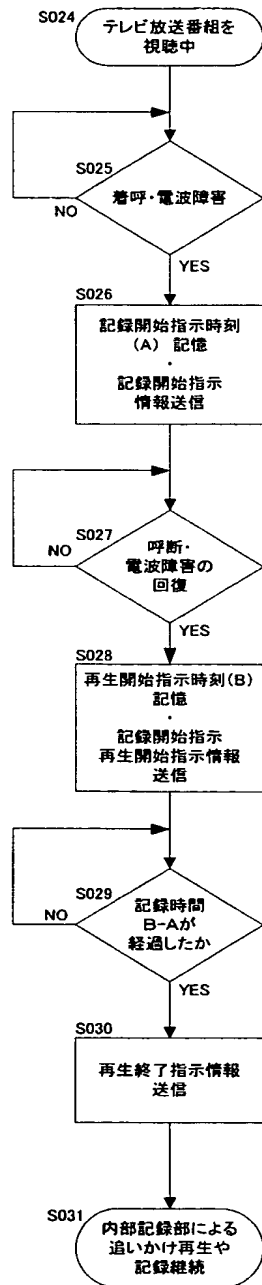 S024
テレビ放送番組を
視聴中
S025
着呼・電波障害
NO
YES
S026
記録開始指示時刻
(A) 記憶
・
記録開始指示
情報送信
S027
呼断・
電波障害の
回復
NO
YES
S028
再生開始指示時刻(B)
記憶
・
記録開始指示
再生開始指示情報
送信
S029
記録時間
B-Aが
経過したか
NO
YES
S030
再生終了指示情報
送信
S031
内部記録部による
追いかけ再生や
記録継続